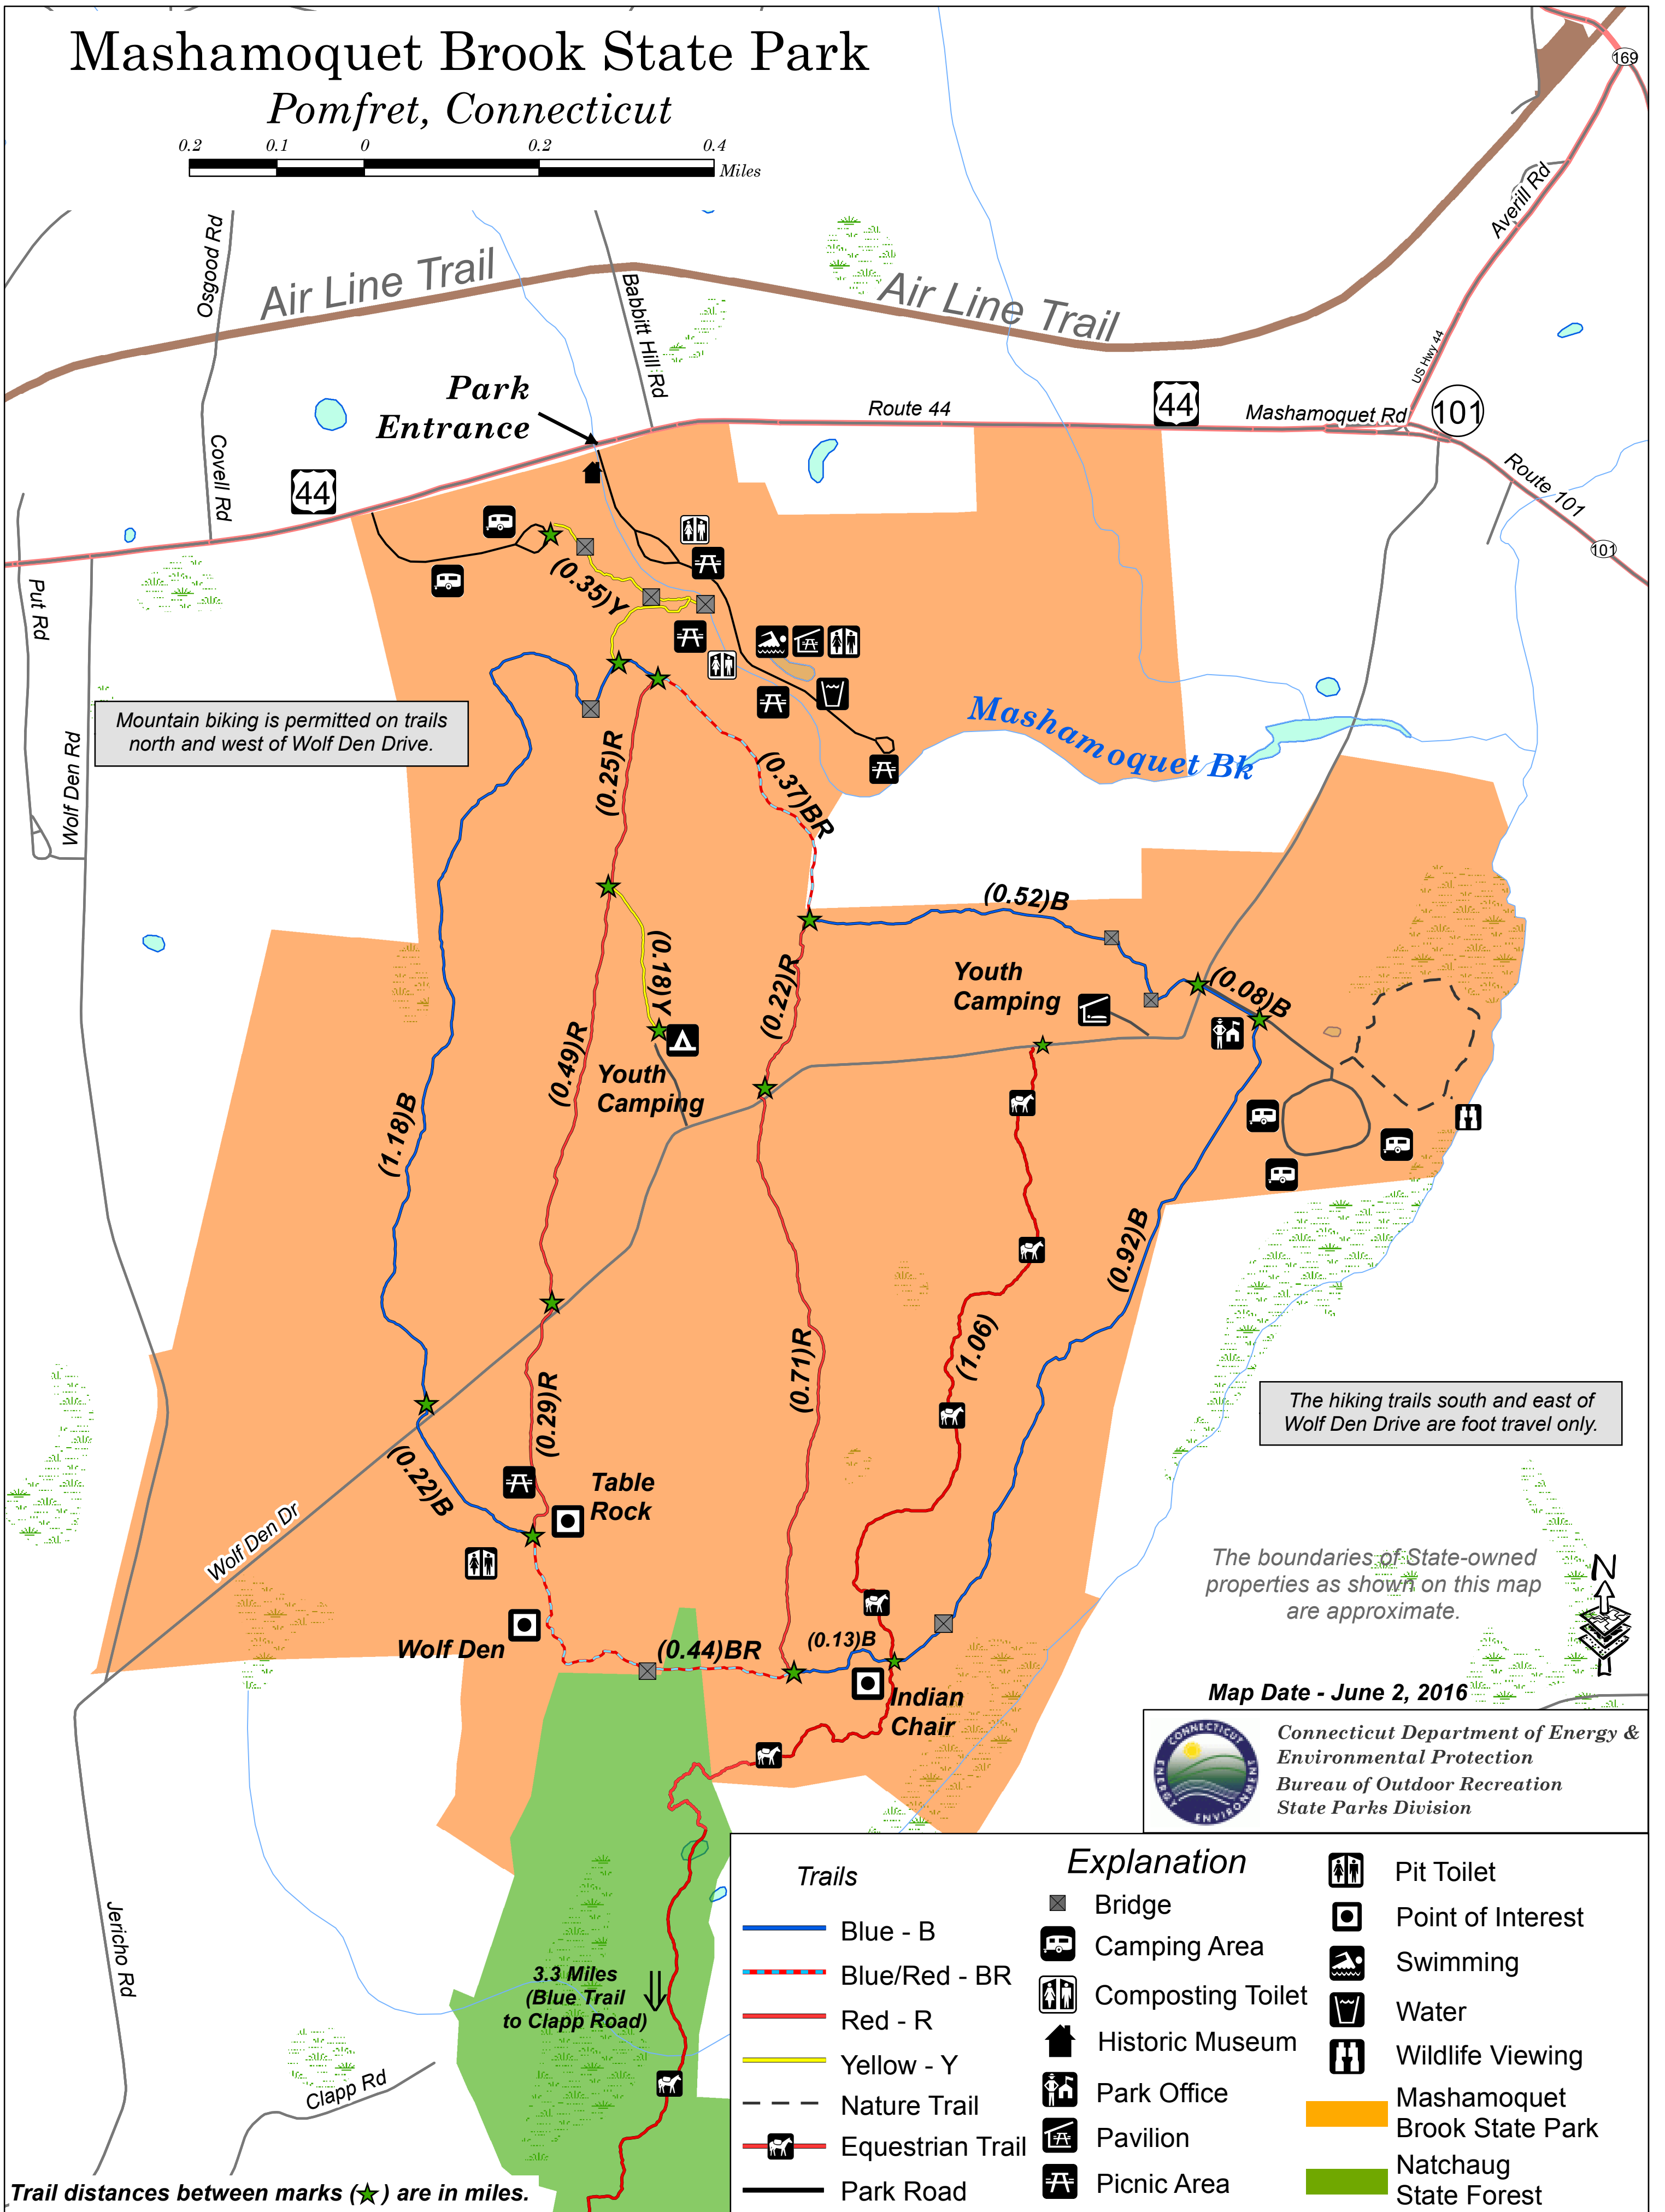 Mashamoquet Brook State Park
Pomfret, Connecticut
0.2 0.1 0 0.2 0.4
Miles
169
Averill Rd
Osgood Rd
Air Line Trail
Air Line Trail
Babbitt Hill Rd
US Hwy 44
Park
Entrance
Route 44
44
Mashamoquet Rd
101
Covell Rd
44
Route 101
101
Put Rd
(0.35)Y
Wolf Den Rd
Mountain biking is permitted on trails
north and west of Wolf Den Drive.
Mashamoquet Bk
(0.25)R
(0.37)BR
(0.52)B
(0.18)Y
(0.22)R
Youth
Camping
(0.08)B
(0.49)R
Youth
Camping
(1.18)B
(0.92)B
(1.06)
(0.71)R
(0.29)R
The hiking trails south and east of
Wolf Den Drive are foot travel only.
(0.22)B
Table
Rock
Wolf Den Dr
The boundaries of State-owned
properties as shown on this map
are approximate.
N
Wolf Den
(0.44)BR
(0.13)B
Indian
Chair
Map Date - June 2, 2016
CONNECTICUT
ENERGY
ENVIRONMENT
Connecticut Department of Energy &
Environmental Protection
Bureau of Outdoor Recreation
State Parks Division
Jericho Rd
3.3 Miles
(Blue Trail
to Clapp Road)
Clapp Rd
Trail distances between marks ( ) are in miles.
Explanation
Trails
Blue - B
Blue/Red - BR
Red - R
Yellow - Y
Nature Trail
Equestrian Trail
Park Road
Bridge
Camping Area
Composting Toilet
Historic Museum
Park Office
Pavilion
Picnic Area
Pit Toilet
Point of Interest
Swimming
Water
Wildlife Viewing
Mashamoquet
Brook State Park
Natchaug
State Forest